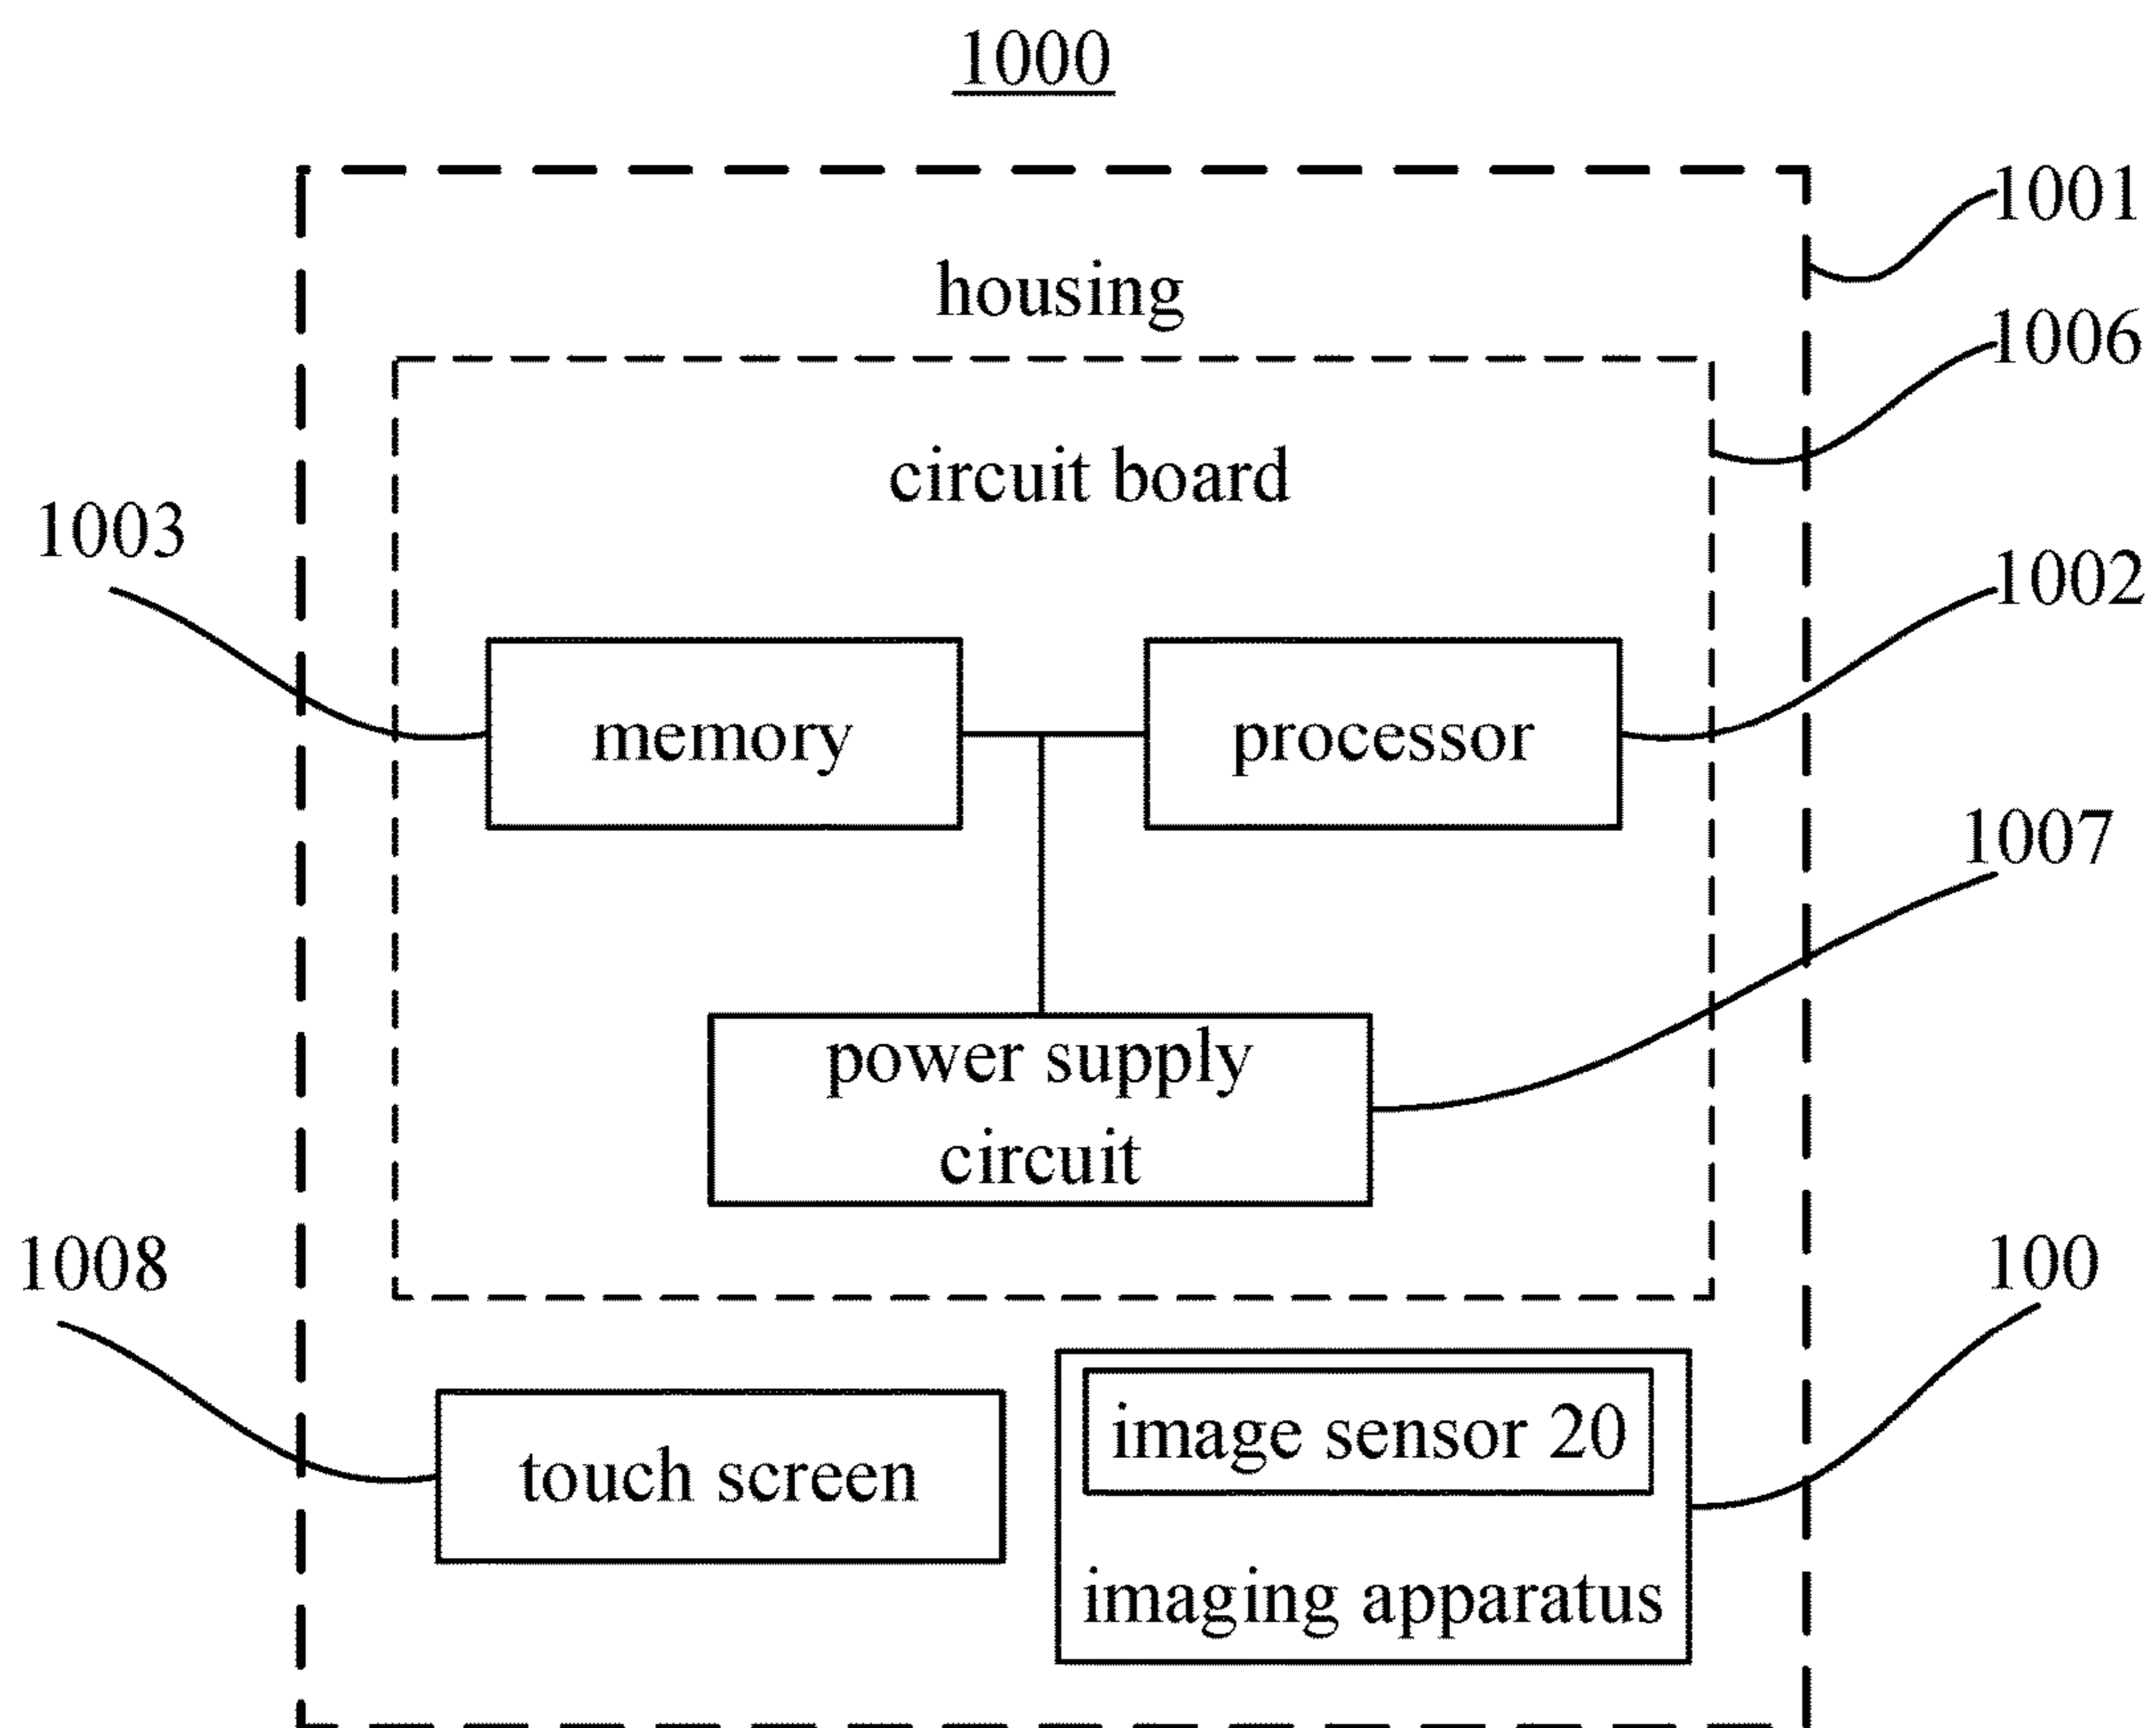 1000
1001
housing
1006
circuit board
1003
1002
memory
processor
1007
power supply
circuit
1008
100
image sensor 20
touch screen
imaging apparatus